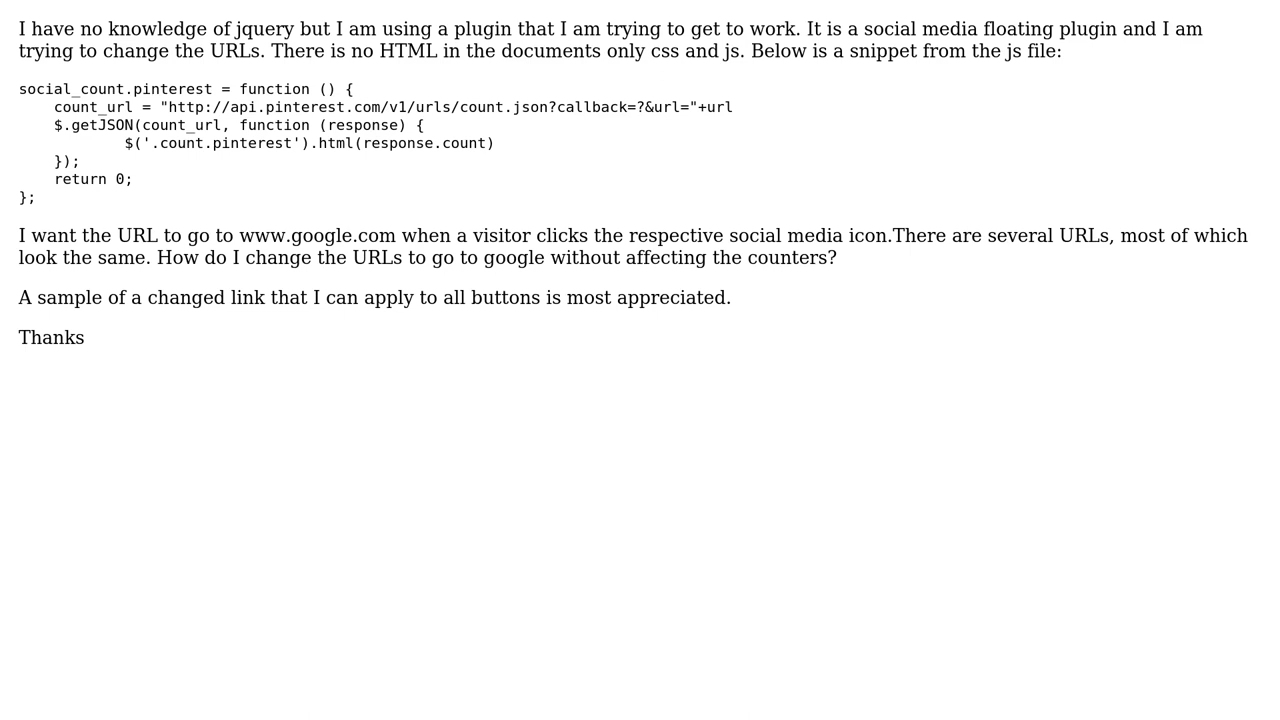 I have no knowledge of jquery but I am using a plugin that I am trying to get to work. It is a social media floating plugin and I am
trying to change the URLs. There is no HTML in the documents only css and js. Below is a snippet from the js file:
social_count.pinterest = function () {
    count_url = "http://api.pinterest.com/v1/urls/count.json?callback=?&url="+url
    $.getJSON(count_url, function (response) {
            $('.count.pinterest').html(response.count)
    });
    return 0;
};
I want the URL to go to www.google.com when a visitor clicks the respective social media icon.There are several URLs, most of which
look the same. How do I change the URLs to go to google without affecting the counters?
A sample of a changed link that I can apply to all buttons is most appreciated.
Thanks